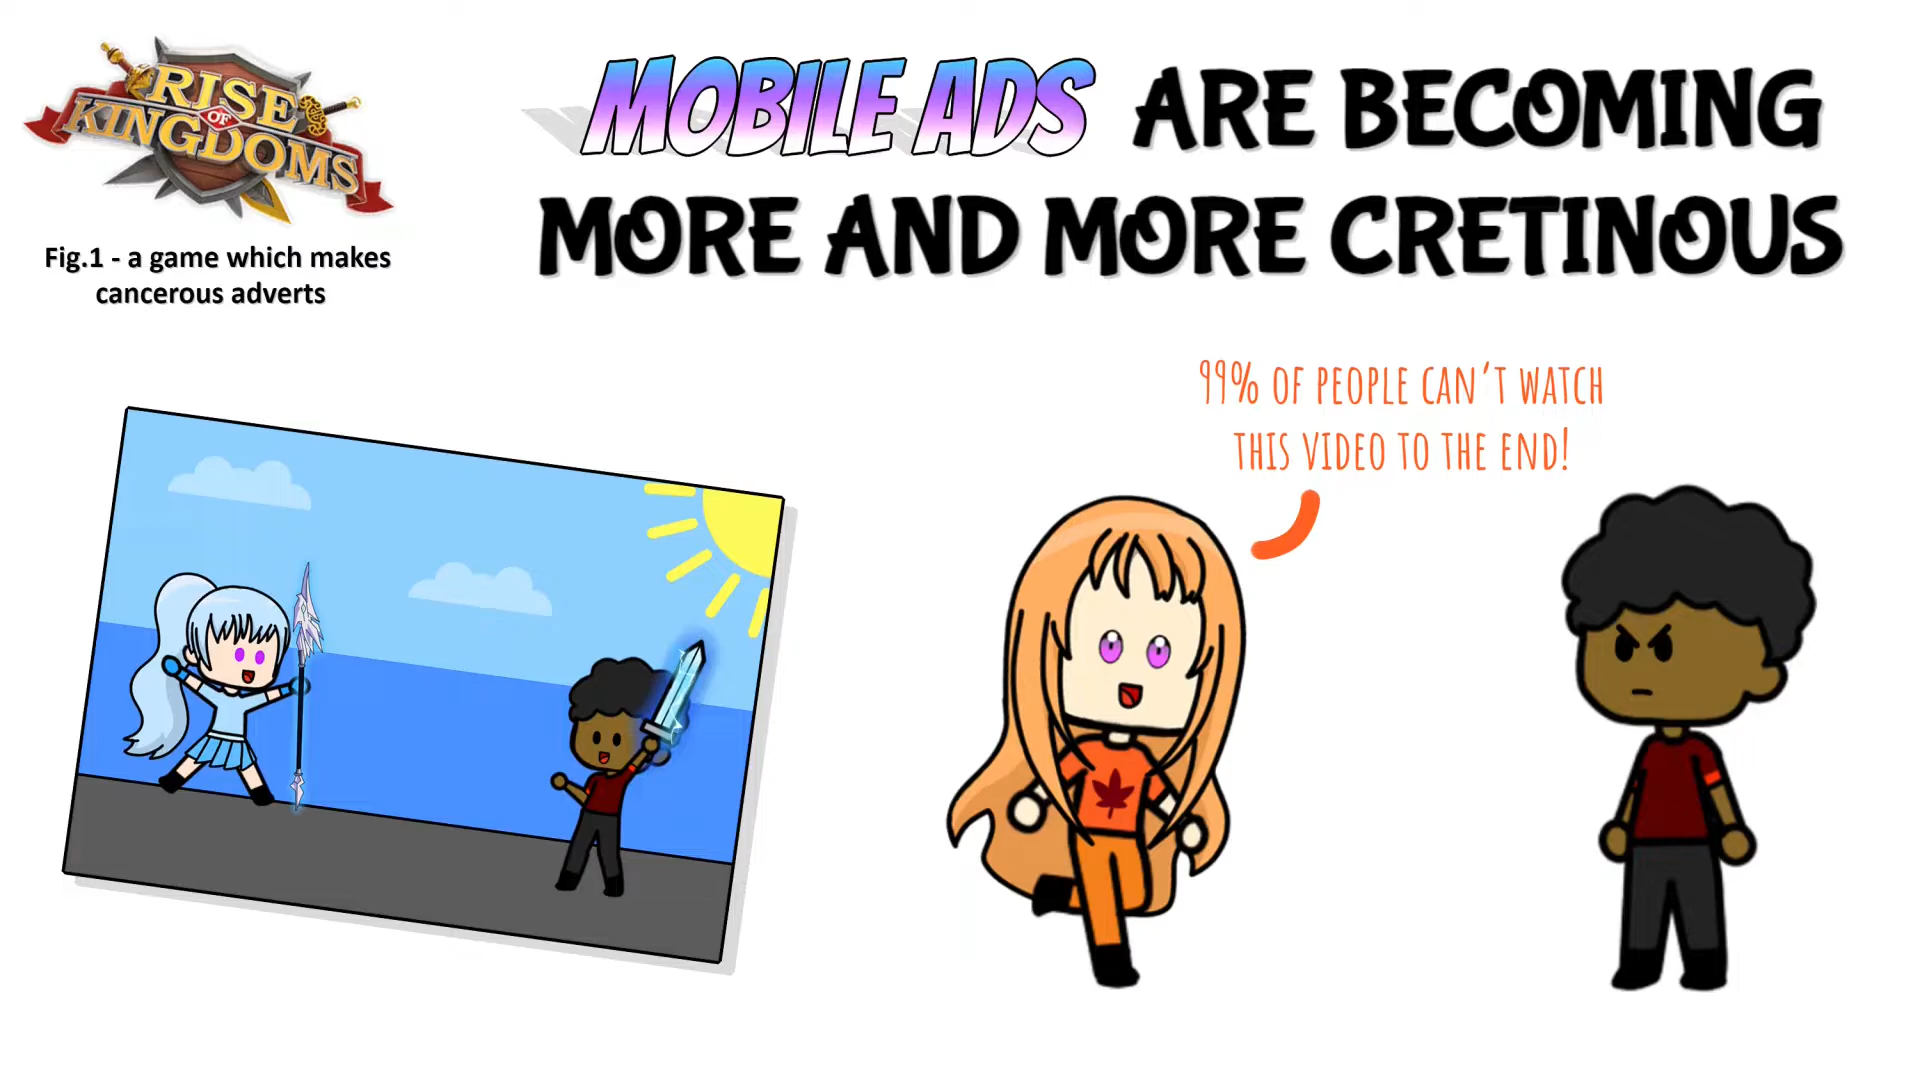 RISE
OF
KINGDOMS
Fig.1 - a game which makes
cancerous adverts
MOBILE ADS ARE BECOMING
MORE AND MORE CRETINOUS
99% OF PEOPLE CAN'T WATCH
THIS VIDEO TO THE END!